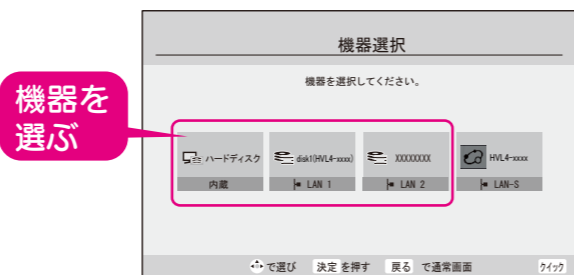 機器選択
機器を選択してください。
機器を
選ぶ
ハードディスク disk1(HVL4-xxxx) XXXXXXXX HVL4-xxxx
内蔵 LAN 1 LAN 2 LAN-S
で選び 決定 を押す 戻る で通常画面 クイック